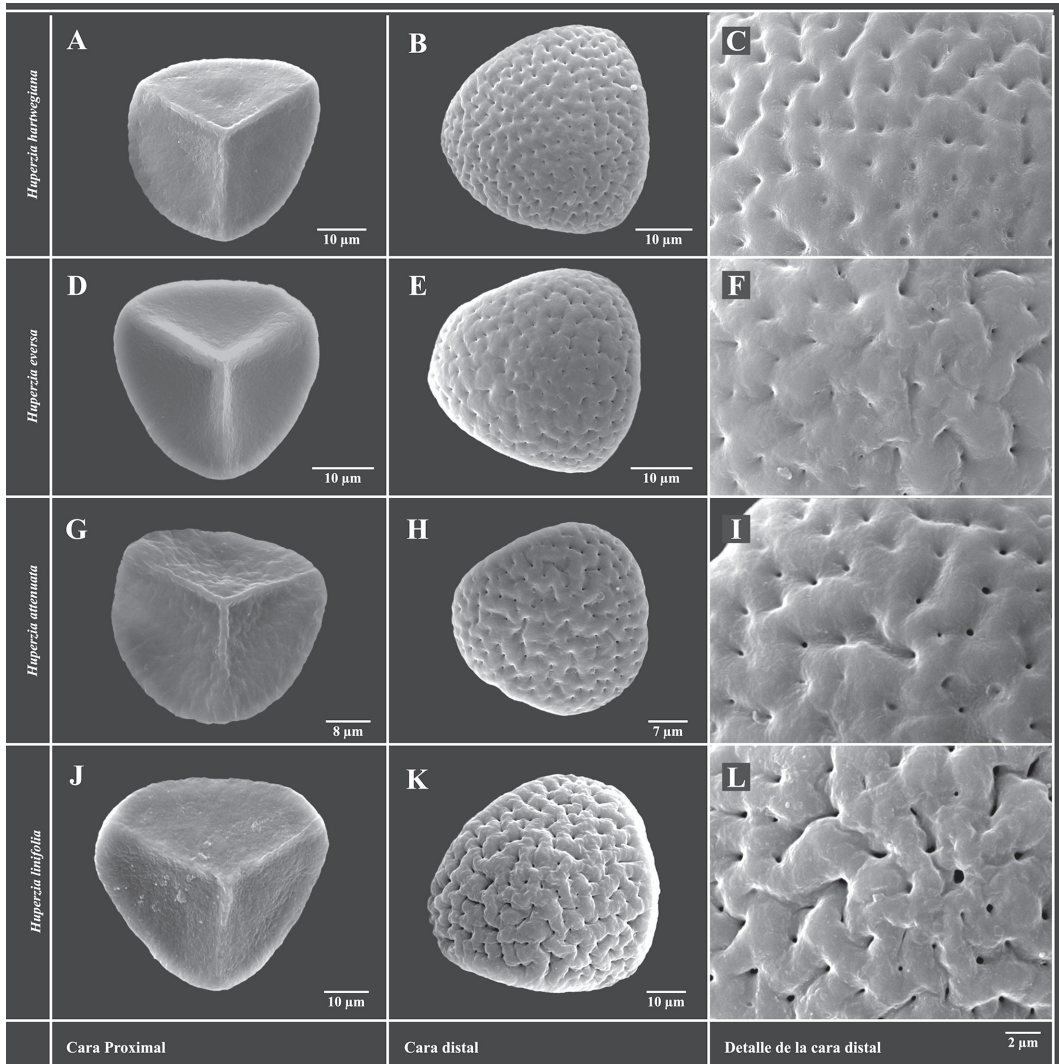 Huperzia hartwegiana
A
10 µm
B
10 µm
C
Huperzia eversa
D
10 µm
E
10 µm
F
Huperzia attenuata
G
8 µm
H
7 µm
I
Huperzia linifolia
J
10 µm
K
10 µm
L
Cara Proximal
Cara distal
Detalle de la cara distal
2 µm